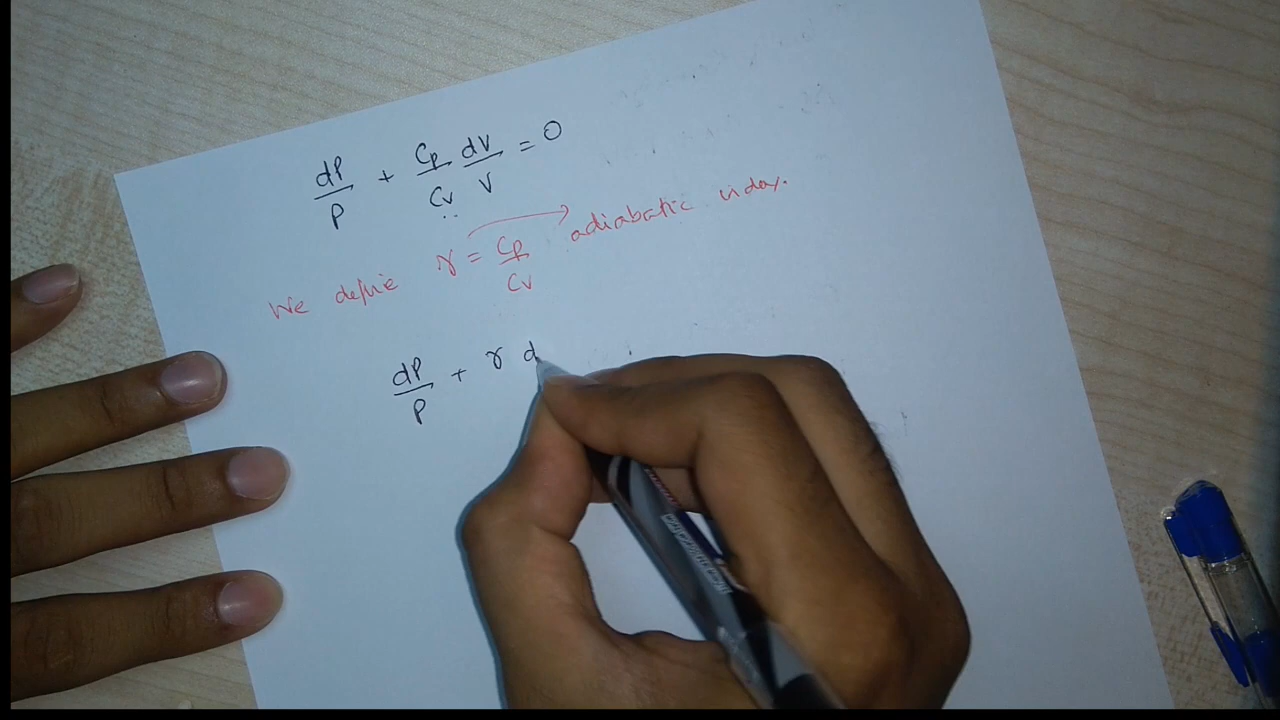 dP/P + Cp/Cv dV/V = 0
We define γ = Cp/Cv adiabatic index.
dP/P + γ d